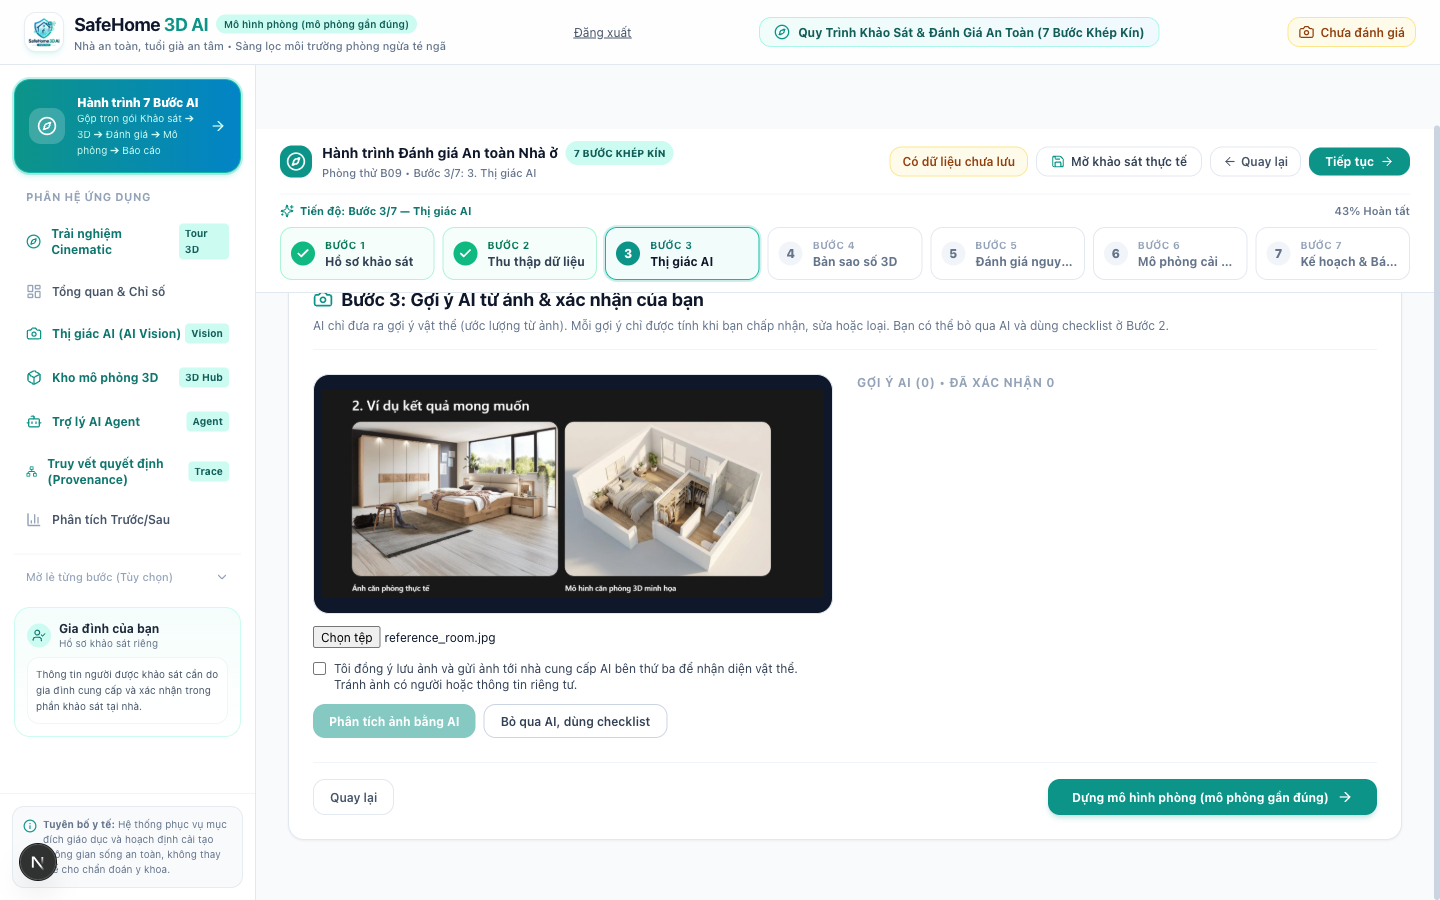 SafeHome 3D AI
Mô hình phòng (mô phỏng gần đúng)
Nhà an toàn, tuổi già an tâm • Sàng lọc môi trường phòng ngừa té ngã
Đăng xuất
Quy Trình Khảo Sát & Đánh Giá An Toàn (7 Bước Khép Kín)
Chưa đánh giá
Hành trình 7 Bước AI
Gộp trọn gói Khảo sát ➔
3D ➔ Đánh giá ➔ Mô
phỏng ➔ Báo cáo
PHÂN HỆ ỨNG DỤNG
Trải nghiệm
Cinematic
Tour
3D
Tổng quan & Chỉ số
Thị giác AI (AI Vision)
Vision
Kho mô phỏng 3D
3D Hub
Trợ lý AI Agent
Agent
Truy vết quyết định
(Provenance)
Trace
Phân tích Trước/Sau
Mở lẻ từng bước (Tùy chọn)
Gia đình của bạn
Hồ sơ khảo sát riêng
Thông tin người được khảo sát cần do
gia đình cung cấp và xác nhận trong
phần khảo sát tại nhà.
Tuyên bố y tế: Hệ thống phục vụ mục
đích giáo dục và hoạch định cải tạo
không gian sống an toàn, không thay
thế cho chẩn đoán y khoa.
N
Hành trình Đánh giá An toàn Nhà ở
7 BƯỚC KHÉP KÍN
Phòng thử B09 • Bước 3/7: 3. Thị giác AI
Có dữ liệu chưa lưu
Mở khảo sát thực tế
Quay lại
Tiếp tục
Tiến độ: Bước 3/7 — Thị giác AI
43% Hoàn tất
BƯỚC 1
Hồ sơ khảo sát
BƯỚC 2
Thu thập dữ liệu
3
BƯỚC 3
Thị giác AI
4
BƯỚC 4
Bản sao số 3D
5
BƯỚC 5
Đánh giá nguy...
6
BƯỚC 6
Mô phỏng cải ...
7
BƯỚC 7
Kế hoạch & Bá...
Bước 3: Gợi ý AI từ ảnh & xác nhận của bạn
AI chỉ đưa ra gợi ý vật thể (ước lượng từ ảnh). Mỗi gợi ý chỉ được tính khi bạn chấp nhận, sửa hoặc loại. Bạn có thể bỏ qua AI và dùng checklist ở Bước 2.
2. Ví dụ kết quả mong muốn
Ảnh căn phòng thực tế
Mô hình căn phòng 3D minh họa
GỢI Ý AI (0) • ĐÃ XÁC NHẬN 0
Chọn tệp
reference_room.jpg
Tôi đồng ý lưu ảnh và gửi ảnh tới nhà cung cấp AI bên thứ ba để nhận diện vật thể.
Tránh ảnh có người hoặc thông tin riêng tư.
Phân tích ảnh bằng AI
Bỏ qua AI, dùng checklist
Quay lại
Dựng mô hình phòng (mô phỏng gần đúng)